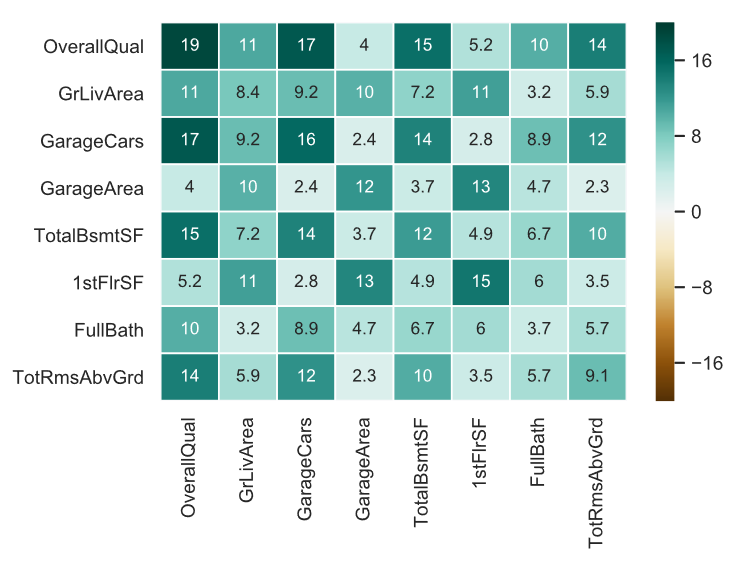 OverallQual 19 11 17 4 15 5.2 10 14
GrLivArea 11 8.4 9.2 10 7.2 11 3.2 5.9
GarageCars 17 9.2 16 2.4 14 2.8 8.9 12
GarageArea 4 10 2.4 12 3.7 13 4.7 2.3
TotalBsmtSF 15 7.2 14 3.7 12 4.9 6.7 10
1stFlrSF 5.2 11 2.8 13 4.9 15 6 3.5
FullBath 10 3.2 8.9 4.7 6.7 6 3.7 5.7
TotRmsAbvGrd 14 5.9 12 2.3 10 3.5 5.7 9.1
OverallQual
GrLivArea
GarageCars
GarageArea
TotalBsmtSF
1stFlrSF
FullBath
TotRmsAbvGrd
16
8
0
−8
−16